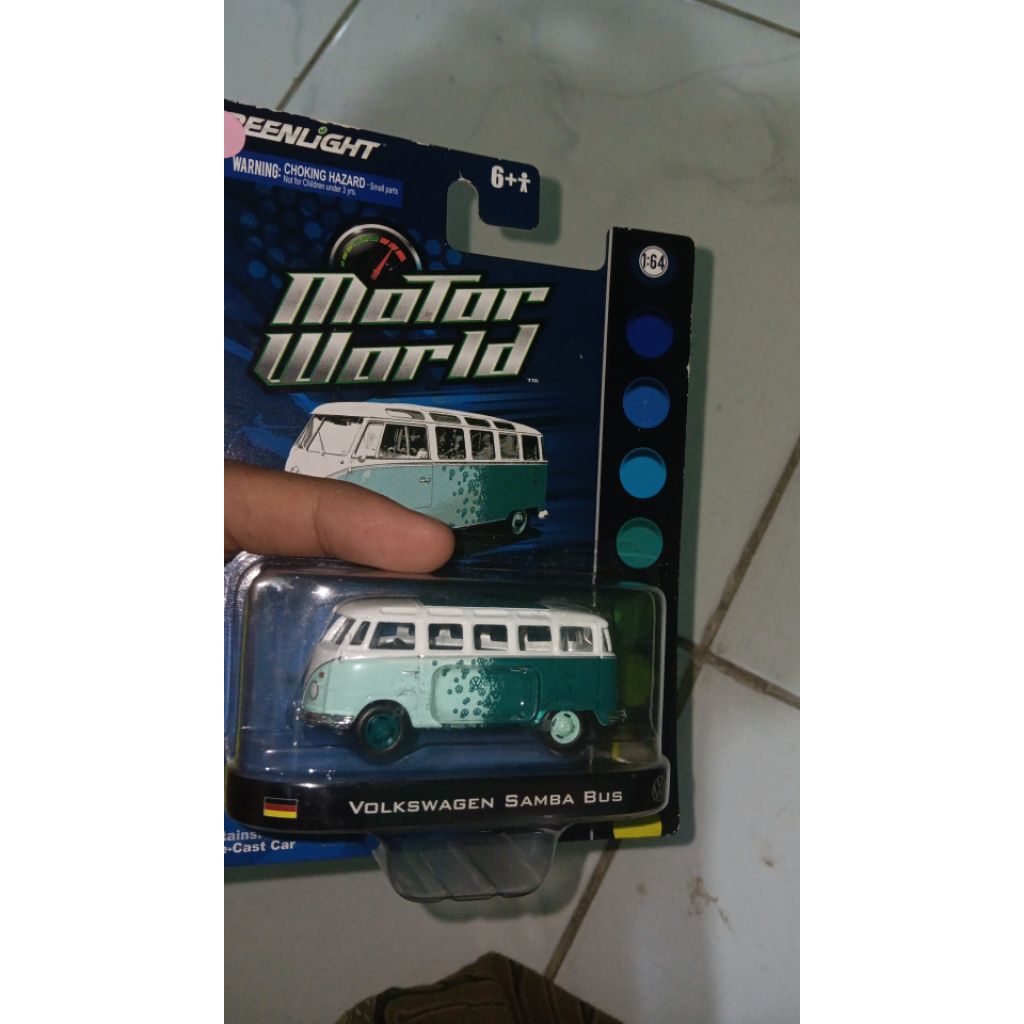 REENLiGHT
WARNING: CHOKING HAZARD - Small parts
Not for Children under 3 yrs.
6+
1:64
MoTor
World
TM
VOLKSWAGEN SAMBA BUS
tains:
e-Cast Car